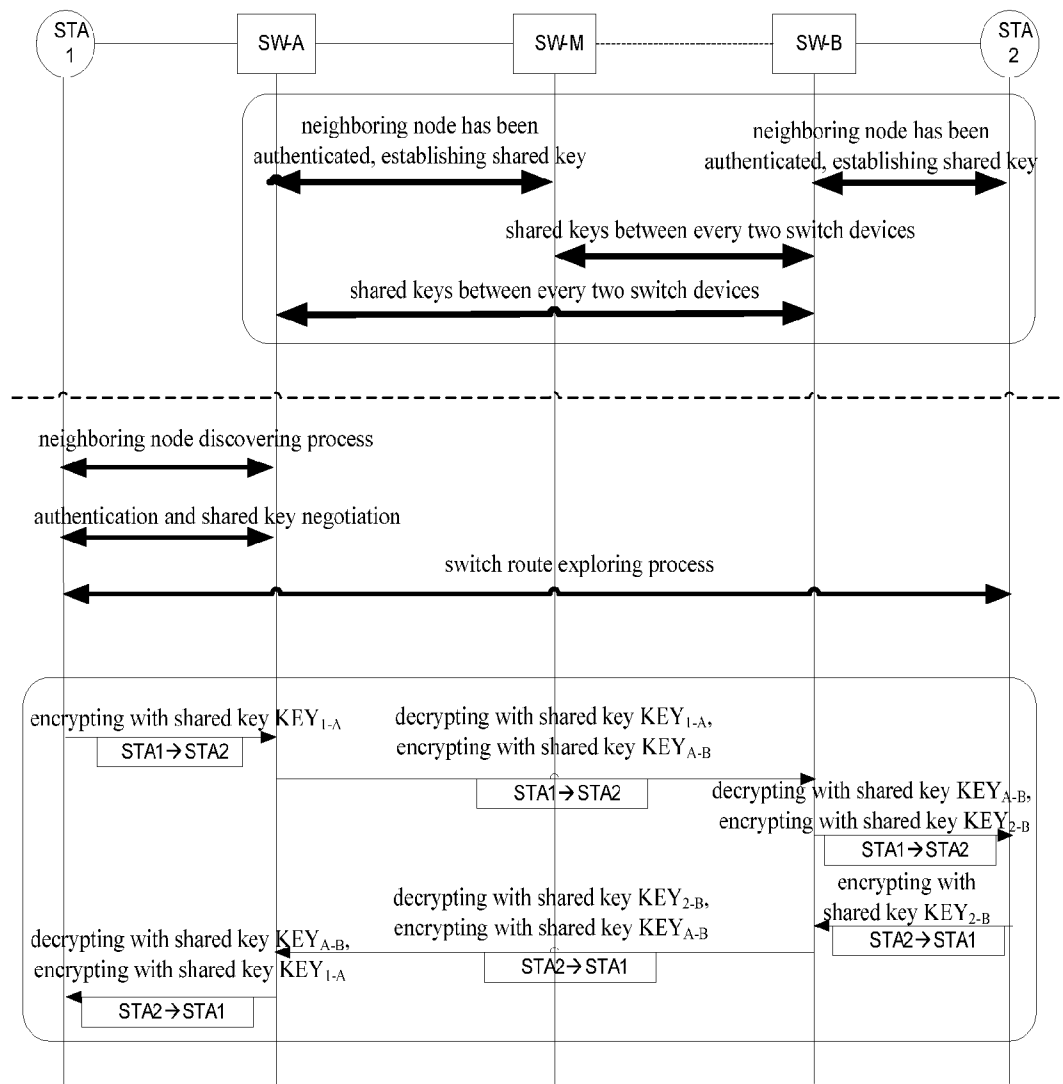 STA 1
SW-A
SW-M
SW-B
STA 2
neighboring node has been
authenticated, establishing shared key
neighboring node has been
authenticated, establishing shared key
shared keys between every two switch devices
shared keys between every two switch devices
neighboring node discovering process
authentication and shared key negotiation
switch route exploring process
encrypting with shared key KEY1-A
STA1→STA2
decrypting with shared key KEY1-A,
encrypting with shared key KEYA-B
STA1→STA2
decrypting with shared key KEYA-B,
encrypting with shared key KEY2-B
STA1→STA2
encrypting with
shared key KEY2-B
STA2→STA1
decrypting with shared key KEY2-B,
encrypting with shared key KEYA-B
STA2→STA1
decrypting with shared key KEYA-B,
encrypting with shared key KEY1-A
STA2→STA1